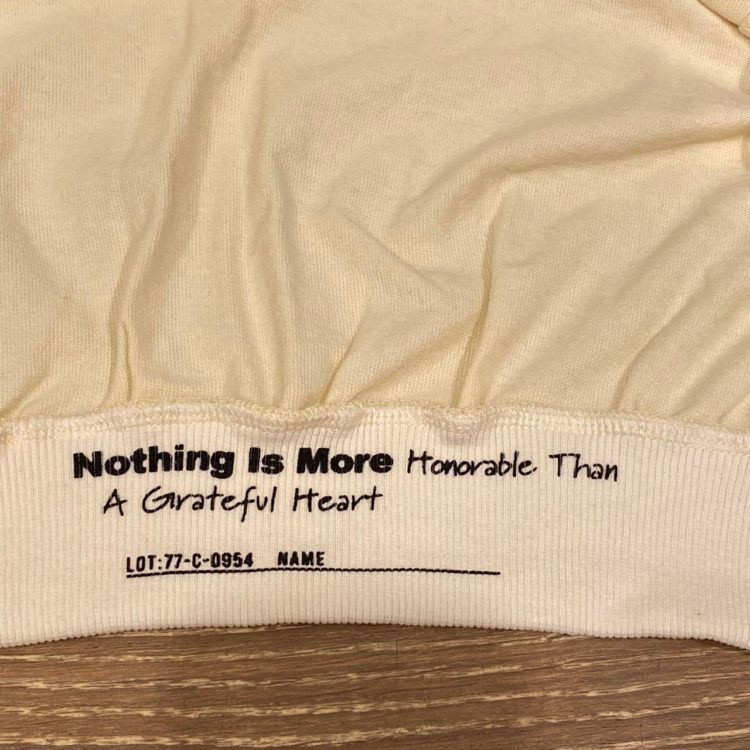 Nothing Is More Honorable Than
A Grateful Heart
LOT:77-C-0954 NAME